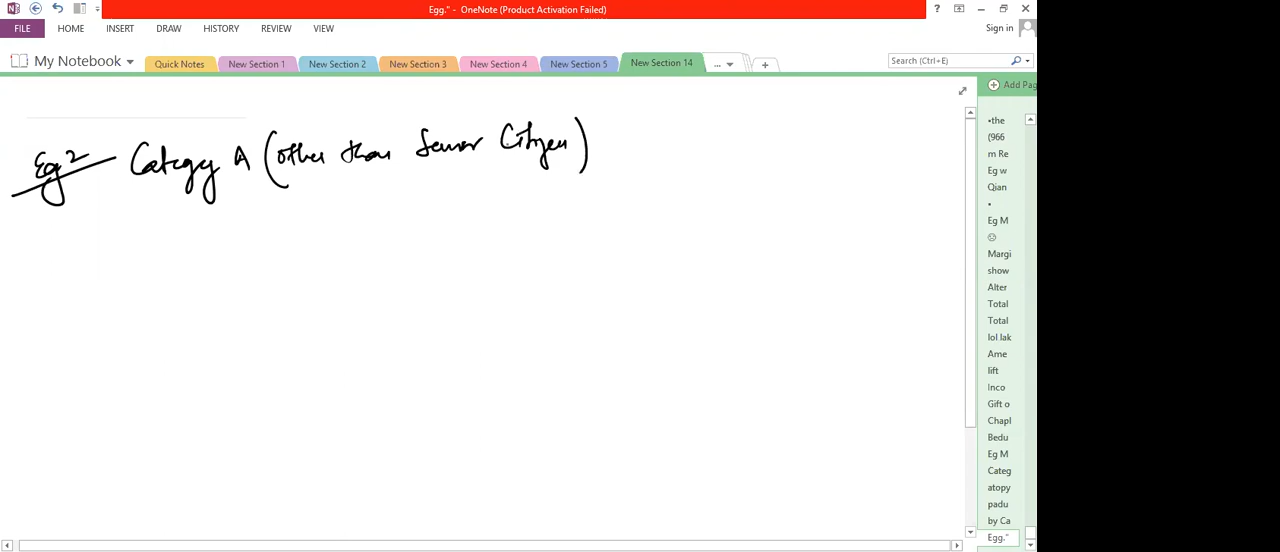 Egg." - OneNote (Product Activation Failed)
? 
Sign in
FILE HOME INSERT DRAW HISTORY REVIEW VIEW
My Notebook
Quick Notes New Section 1 New Section 2 New Section 3 New Section 4 New Section 5 New Section 14 ... +
Search (Ctrl+E)
Add Pag
Eg 2 Category A (other than Senior Citizen)
•the
(966
m Re
Eg w
Qian
•
Eg M
☹
Margi
show
Alter
Total
Total
lol.lak
Ame
lift
Inco
Gift o
Chapl
Bedu
Eg M
Categ
atopy
padu
by Ca
Egg."